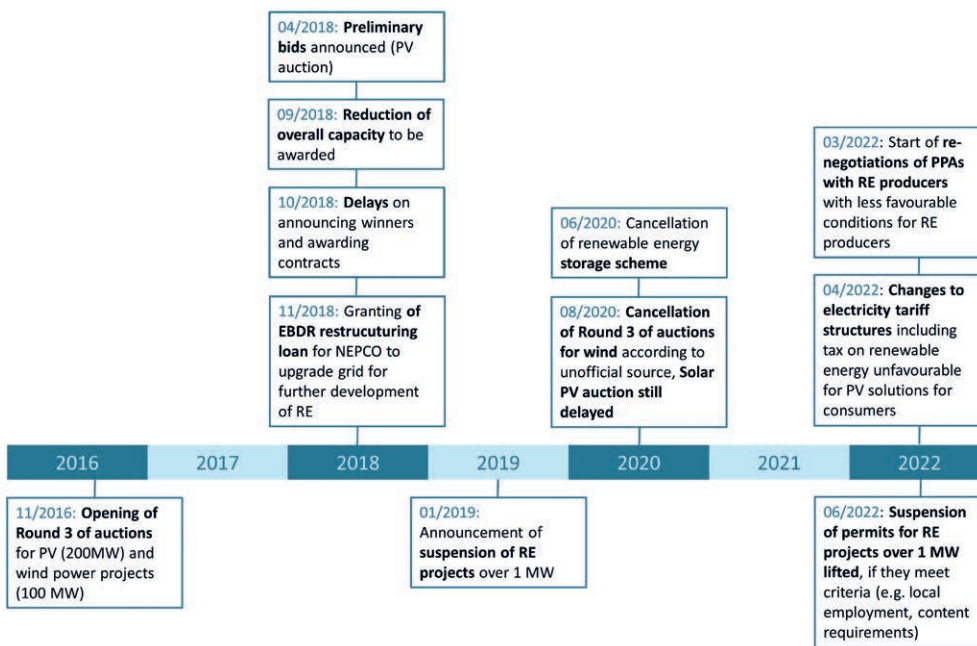 04/2018: Preliminary
bids announced (PV
auction)
09/2018: Reduction of
overall capacity to be
awarded
10/2018: Delays on
announcing winners
and awarding
contracts
11/2018: Granting of
EBDR restrucuturing
loan for NEPCO to
upgrade grid for
further development
of RE
06/2020: Cancellation
of renewable energy
storage scheme
08/2020: Cancellation
of Round 3 of auctions
for wind according to
unofficial source, Solar
PV auction still
delayed
03/2022: Start of re-
negotiations of PPAs
with RE producers
with less favourable
conditions for RE
producers
04/2022: Changes to
electricity tariff
structures including
tax on renewable
energy unfavourable
for PV solutions for
consumers
2016 2017 2018 2019 2020 2021 2022
11/2016: Opening of
Round 3 of auctions
for PV (200MW) and
wind power projects
(100 MW)
01/2019:
Announcement of
suspension of RE
projects over 1 MW
06/2022: Suspension
of permits for RE
projects over 1 MW
lifted, if they meet
criteria (e.g. local
employment, content
requirements)